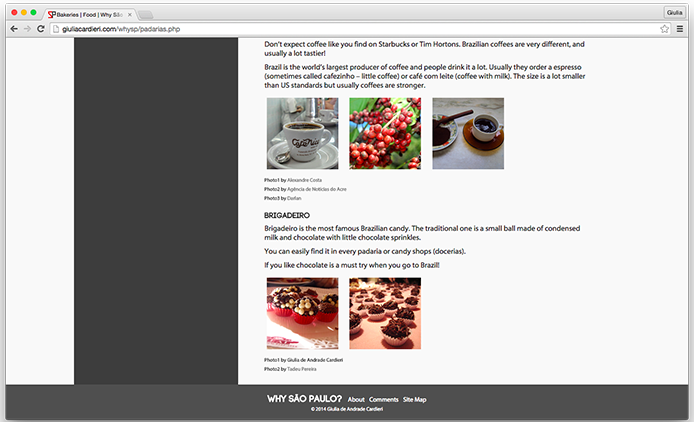 SP Bakeries | Food | Why São
Giulia
giuliacardieri.com/whysp/padarias.php
Don't expect coffee like you find on Starbucks or Tim Hortons. Brazilian coffees are very different, and
usually a lot tastier!
Brazil is the world's largest producer of coffee and people drink it a lot. Usually they order a espresso
(sometimes called cafezinho – little coffee) or café com leite (coffee with milk). The size is a lot smaller
than US standards but usually coffees are stronger.
Photo1 by Alexandre Costa
Photo2 by Agência de Notícias do Acre
Photo3 by Darlan
BRIGADEIRO
Brigadeiro is the most famous Brazilian candy. The traditional one is a small ball made of condensed
milk and chocolate with little chocolate sprinkles.
You can easily find it in every padaria or candy shops (docerias).
If you like chocolate is a must try when you go to Brazil!
Photo1 by Giulia de Andrade Cardieri
Photo2 by Tadeu Pereira
WHY SÃO PAULO? About Comments Site Map
© 2014 Giulia de Andrade Cardieri